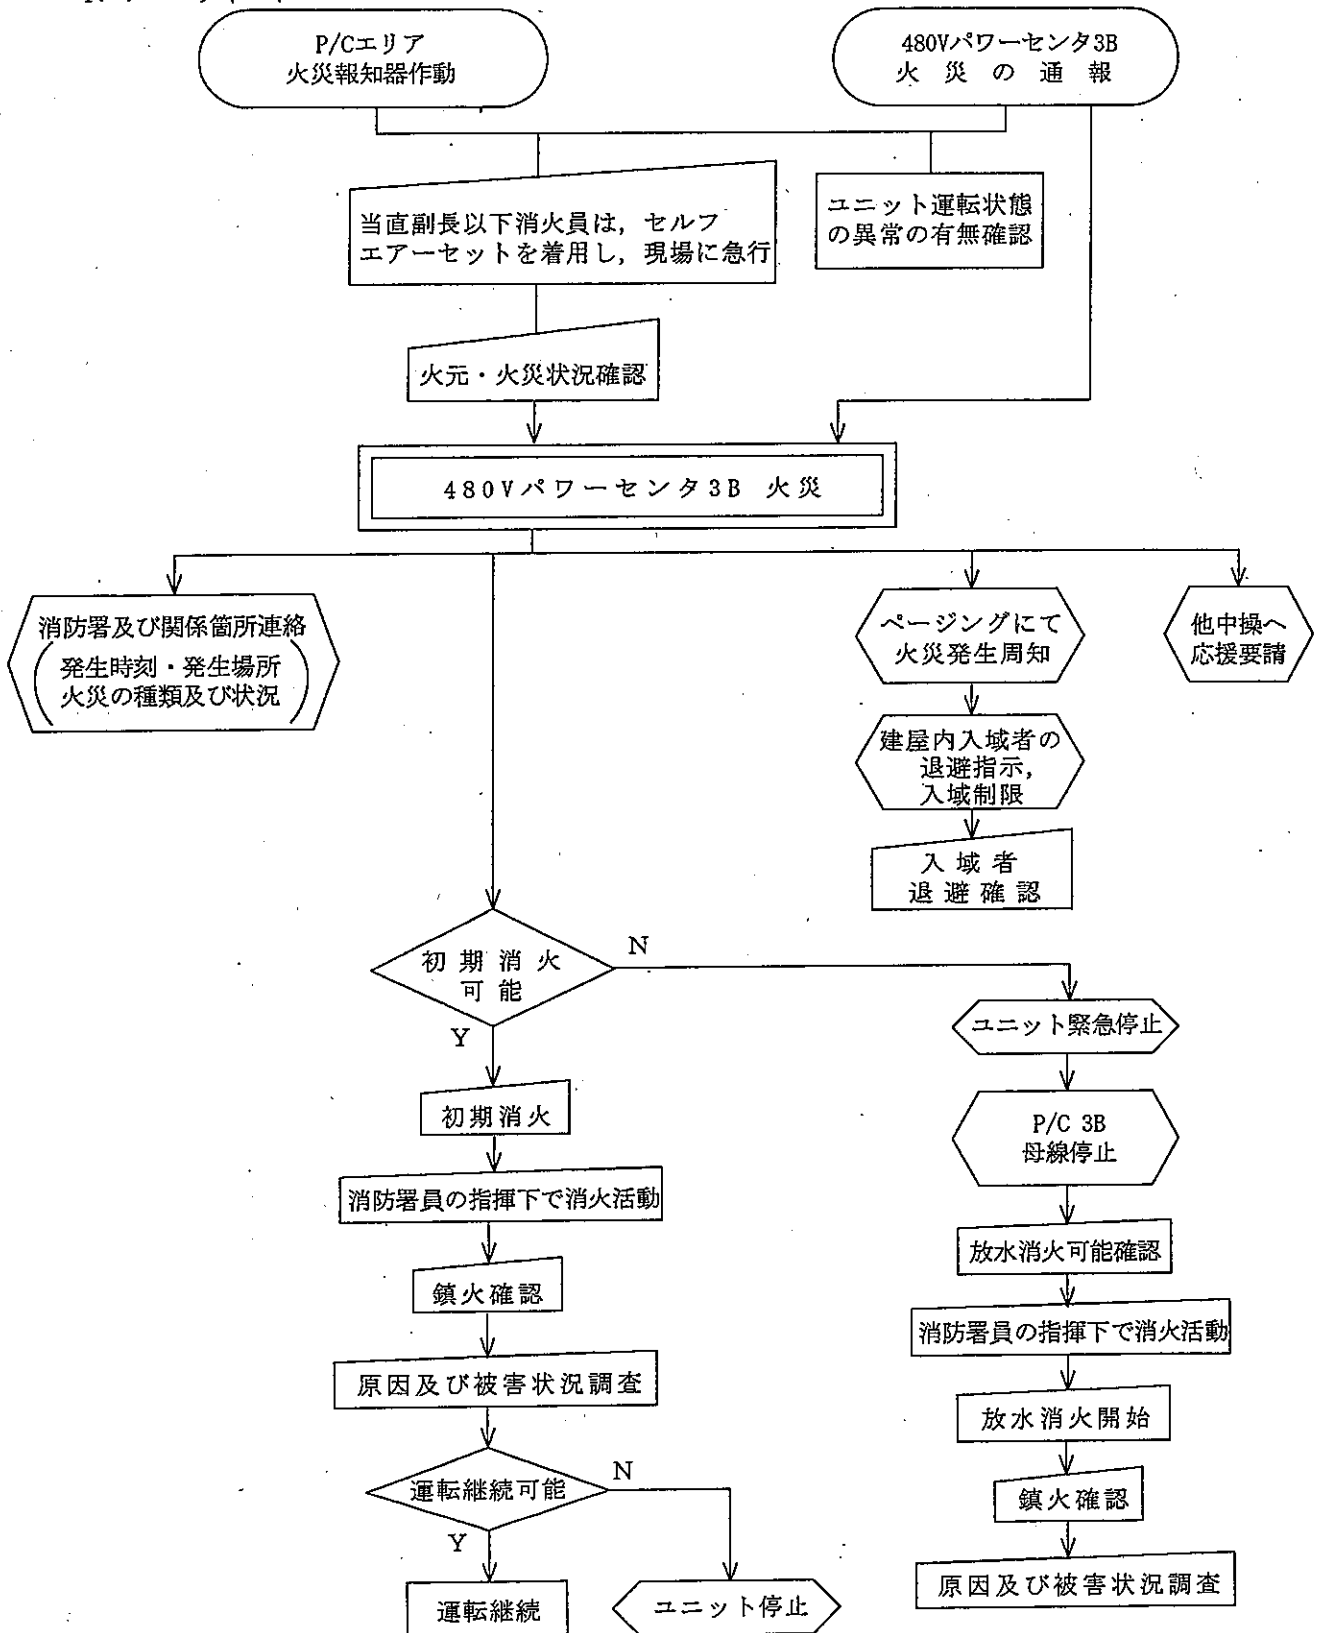 P/Cエリア
火災報知器作動
480Vパワーセンタ3B
火災の通報
当直副長以下消火員は,セルフ
エアーセットを着用し,現場に急行
ユニット運転状態
の異常の有無確認
火元・火災状況確認
480Vパワーセンタ3B 火災
消防署及び関係箇所連絡
(発生時刻・発生場所
火災の種類及び状況)
ページングにて
火災発生周知
他中操へ
応援要請
建屋内入域者の
退避指示,
入域制限
入域者
退避確認
初期消火
可能
N
Y
ユニット緊急停止
初期消火
P/C 3B
母線停止
消防署員の指揮下で消火活動
放水消火可能確認
鎮火確認
消防署員の指揮下で消火活動
原因及び被害状況調査
放水消火開始
運転継続可能
N
Y
鎮火確認
原因及び被害状況調査
運転継続
ユニット停止